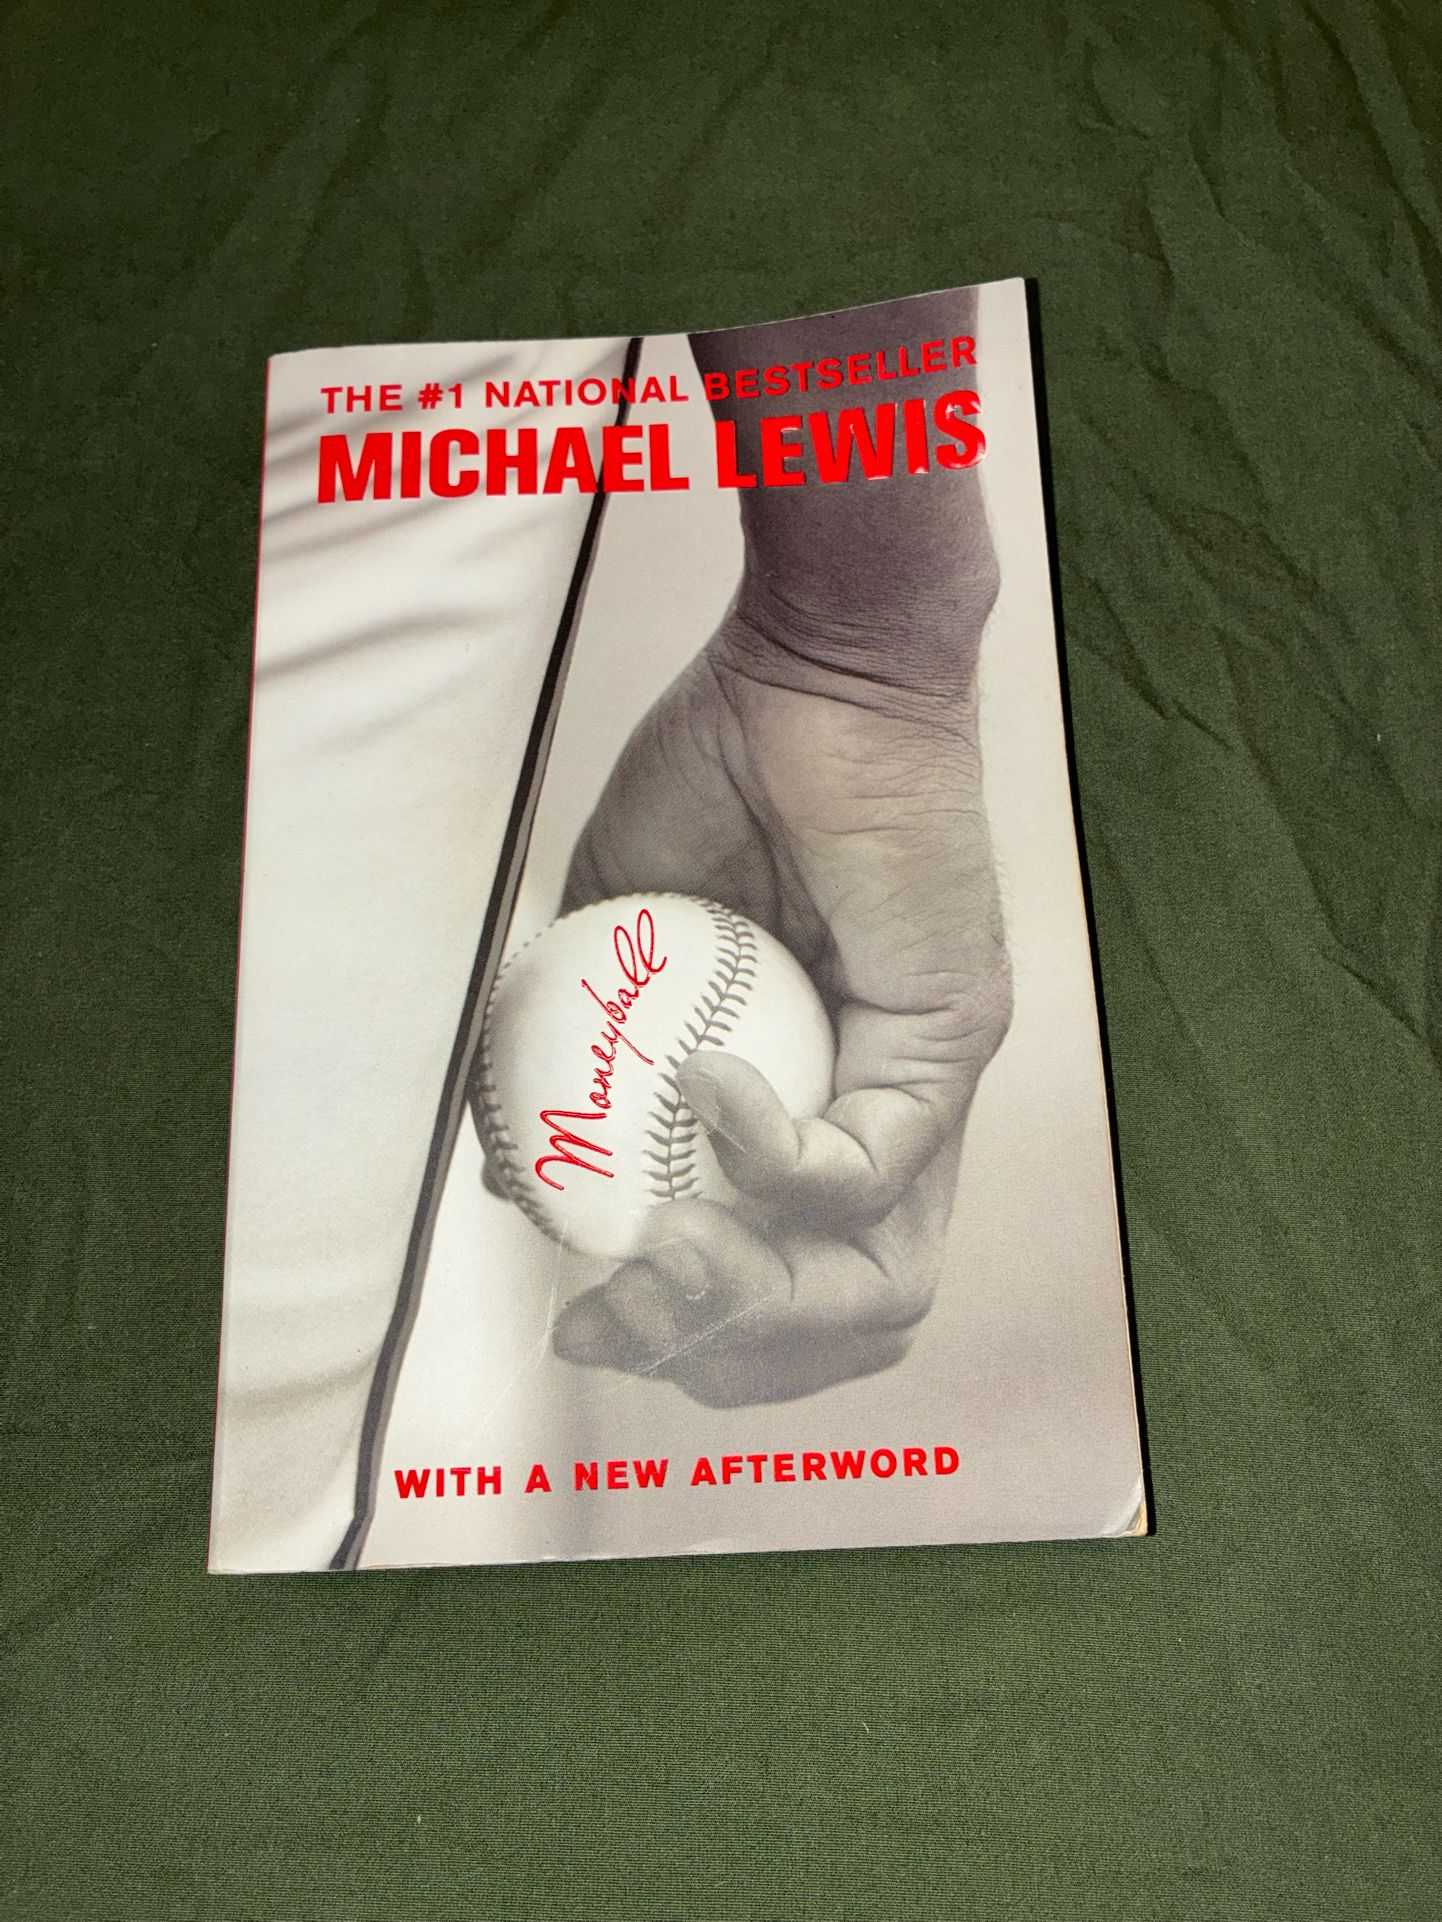 THE #1 NATIONAL BESTSELLER
MICHAEL LEWIS
Moneyball
WITH A NEW AFTERWORD